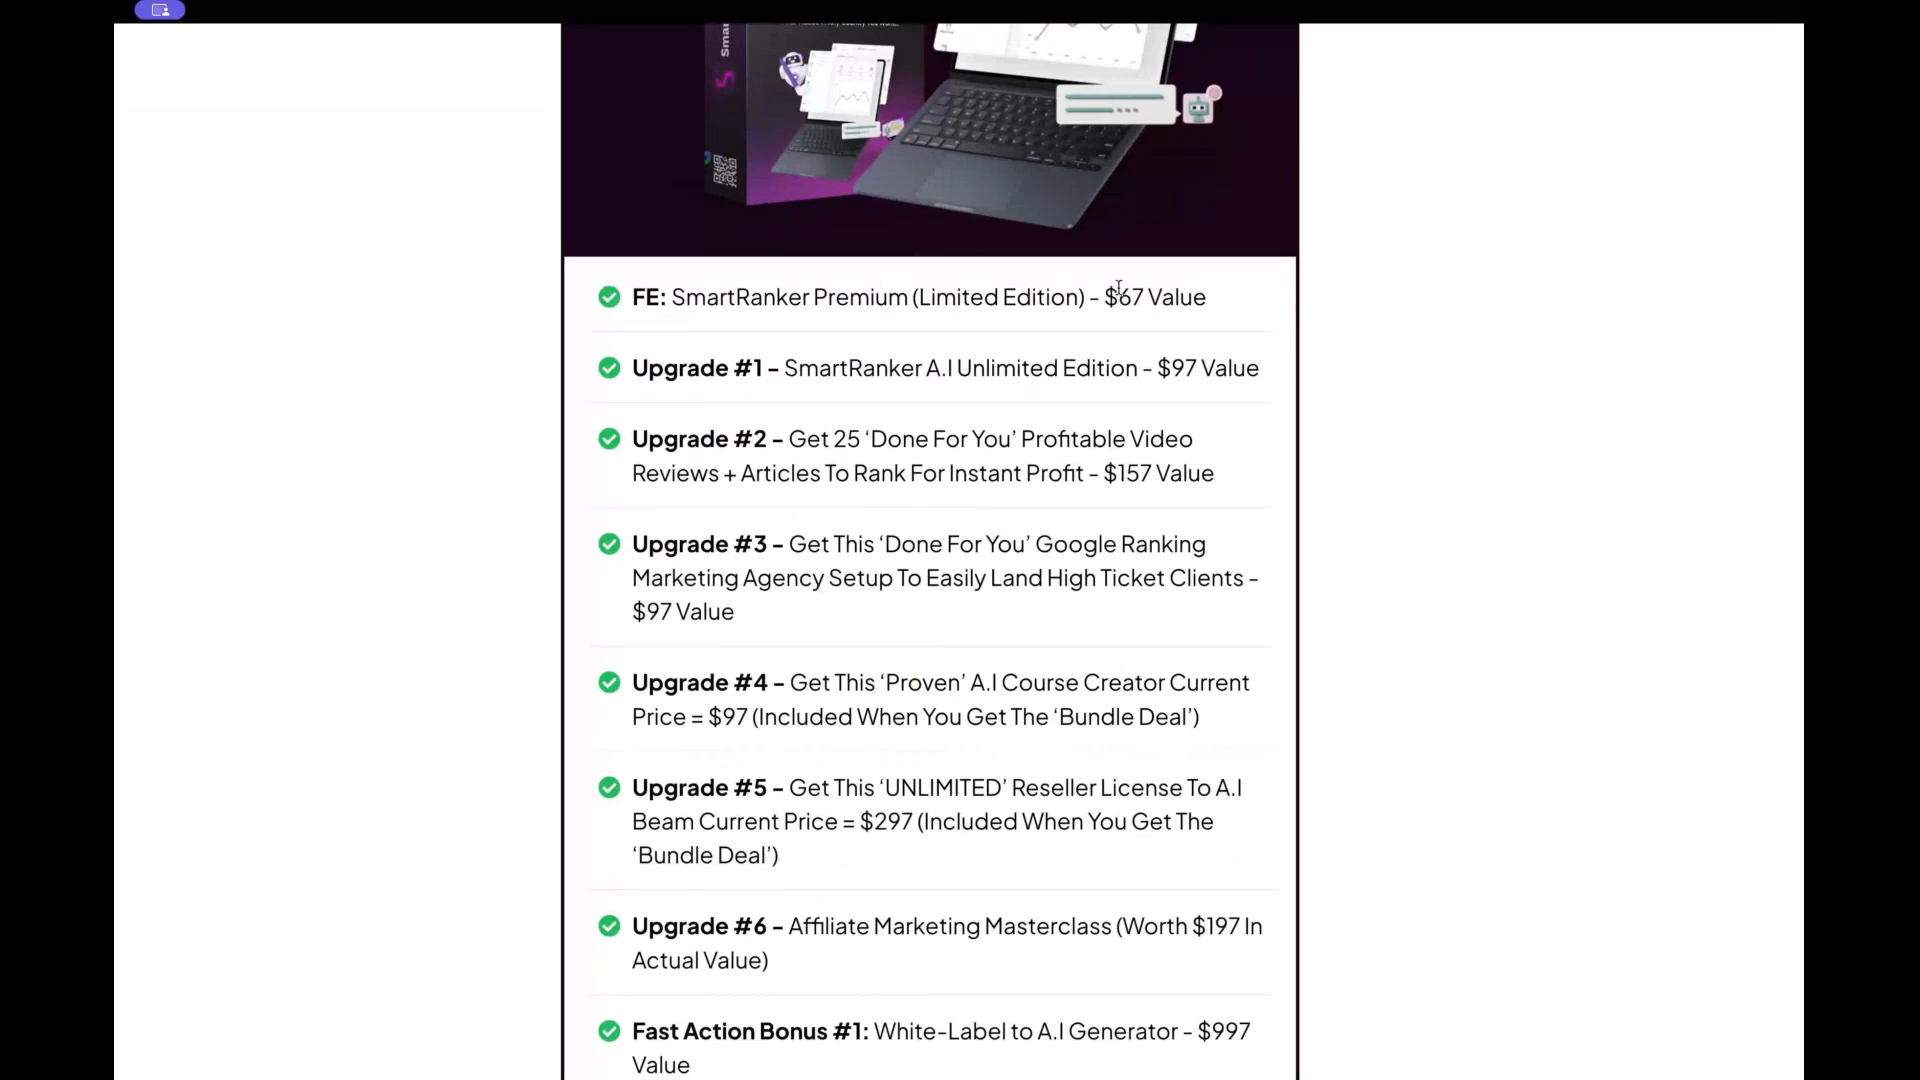 Smar
FE: SmartRanker Premium (Limited Edition) - $67 Value
Upgrade #1 – SmartRanker A.I Unlimited Edition - $97 Value
Upgrade #2 – Get 25 ‘Done For You’ Profitable Video
Reviews + Articles To Rank For Instant Profit - $157 Value
Upgrade #3 – Get This ‘Done For You’ Google Ranking
Marketing Agency Setup To Easily Land High Ticket Clients -
$97 Value
Upgrade #4 – Get This ‘Proven’ A.I Course Creator Current
Price = $97 (Included When You Get The ‘Bundle Deal’)
Upgrade #5 – Get This ‘UNLIMITED’ Reseller License To A.I
Beam Current Price = $297 (Included When You Get The
‘Bundle Deal’)
Upgrade #6 – Affiliate Marketing Masterclass (Worth $197 In
Actual Value)
Fast Action Bonus #1: White-Label to A.I Generator - $997
Value